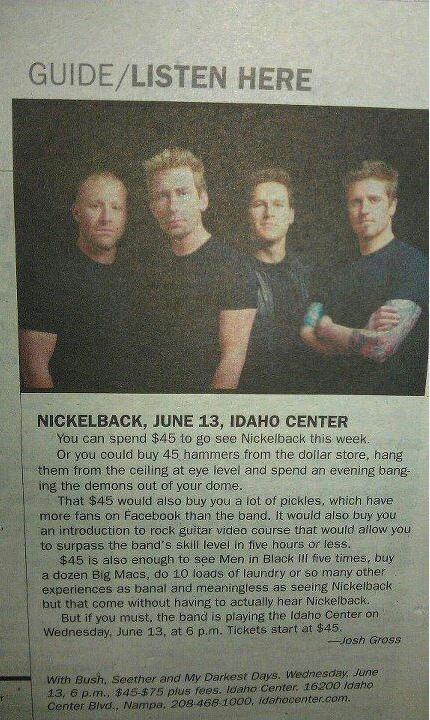 GUIDE/LISTEN HERE
NICKELBACK, JUNE 13, IDAHO CENTER
You can spend $45 to go see Nickelback this week.
Or you could buy 45 hammers from the dollar store, hang
them from the ceiling at eye level and spend an evening bang-
ing the demons out of your dome.
That $45 would also buy you a lot of pickles, which have
more fans on Facebook than the band. It would also buy you
an introduction to rock guitar video course that would allow you
to surpass the band's skill level in five hours or less.
$45 is also enough to see Men in Black III five times, buy
a dozen Big Macs, do 10 loads of laundry or so many other
experiences as banal and meaningless as seeing Nickelback
but that come without having to actually hear Nickelback.
But if you must, the band is playing the Idaho Center on
Wednesday, June 13, at 6 p.m. Tickets start at $45.
—Josh Gross
With Bush, Seether and My Darkest Days. Wednesday, June
13, 6 p.m., $45-$75 plus fees. Idaho Center, 16200 Idaho
Center Blvd., Nampa, 208-468-1000, idahocenter.com.